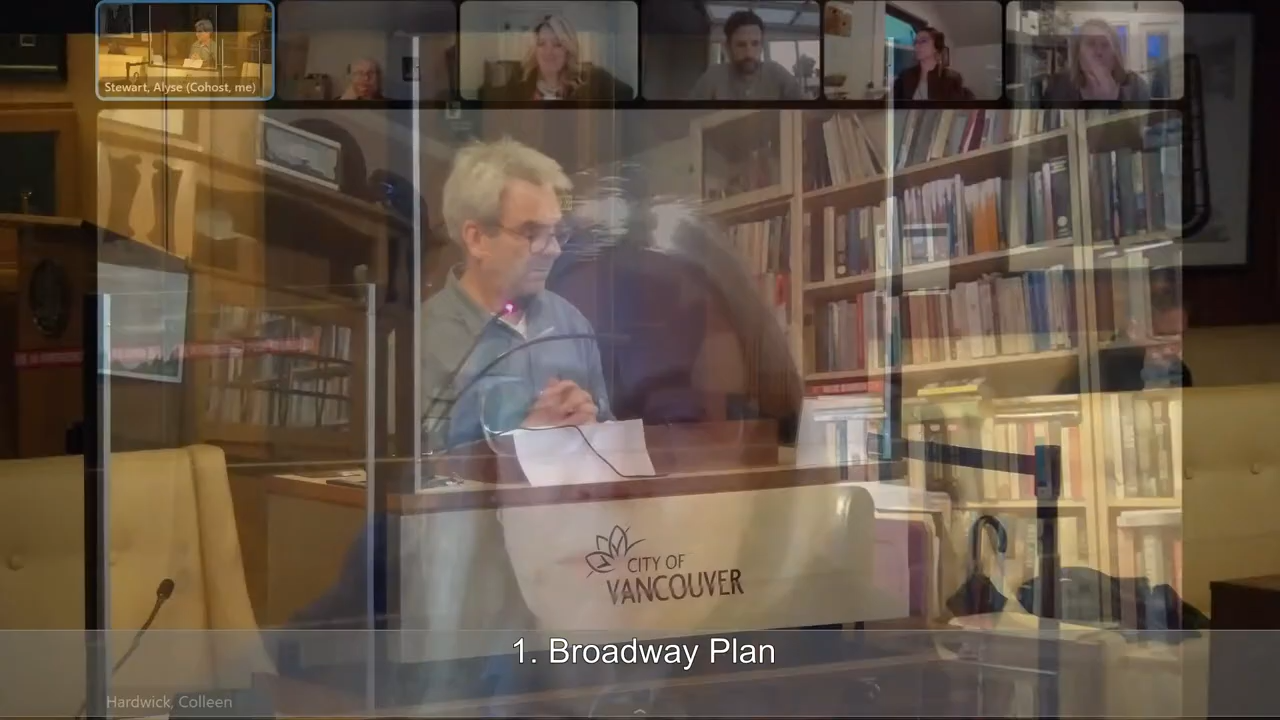 Stewart, Alyse (Cohost, me)
CITY OF
VANCOUVER
1. Broadway Plan
Hardwick, Colleen